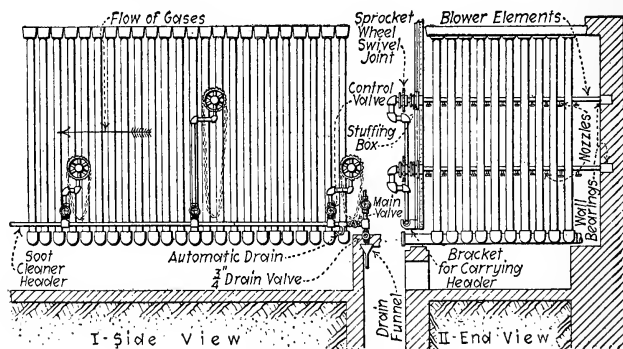 Flow of Gases
Sprocket
Wheel
Swivel
Joint
Blower Elements
Control
Valve
Stuffing
Box
Nozzles
Wall
Bearings
Main
Valve
Soot
Cleaner
Header
Automatic Drain
3/4" Drain Valve
Drain
Funnel
Bracket
for Carrying
Header
I-Side View
II-End View